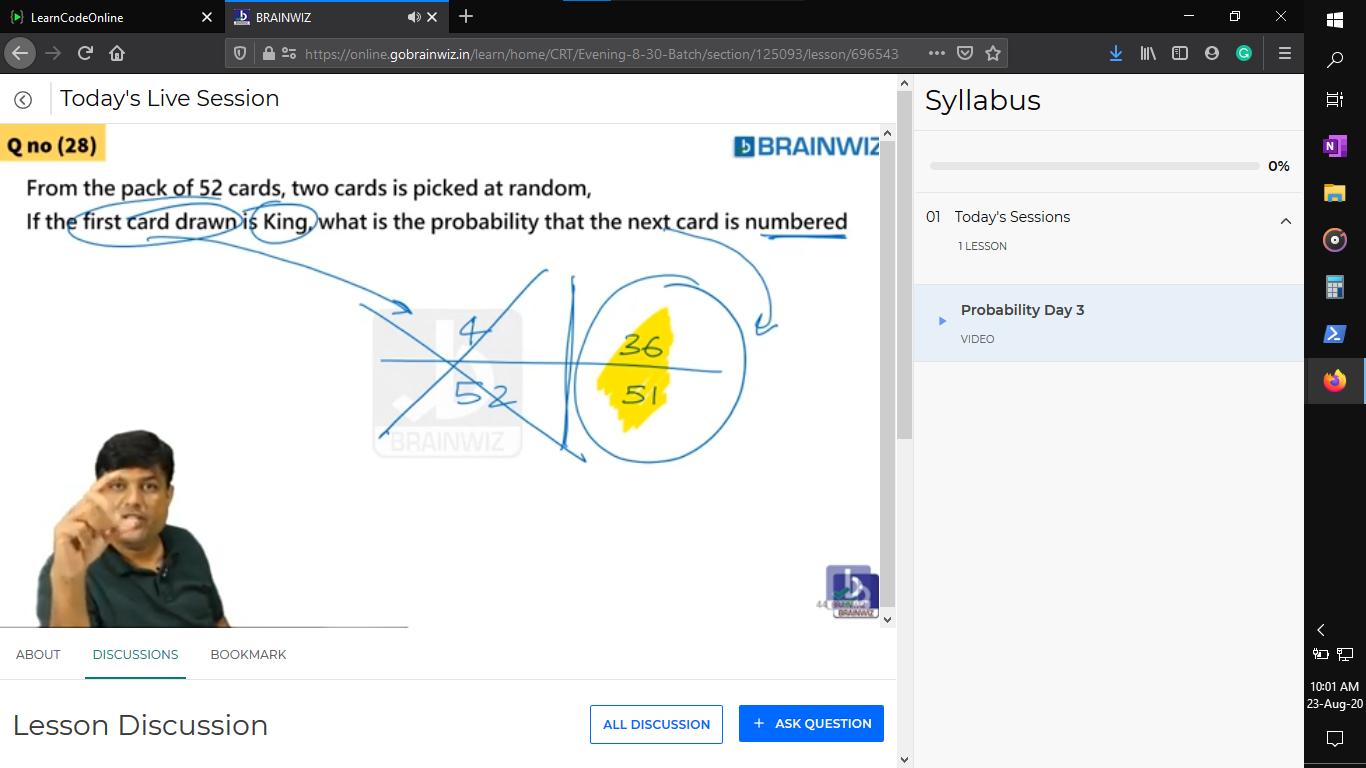 LearnCodeOnline
BRAINWIZ
https://online.gobrainwiz.in/learn/home/CRT/Evening-8-30-Batch/section/125093/lesson/696543
Today's Live Session
Q no (28)
BRAINWIZ
From the pack of 52 cards, two cards is picked at random,
If the first card drawn is King, what is the probability that the next card is numbered
4
52
36
51
BRAINWIZ
BRAINWIZ
ABOUT
DISCUSSIONS
BOOKMARK
Lesson Discussion
ALL DISCUSSION
+ ASK QUESTION
Syllabus
0%
01 Today's Sessions
1 LESSON
Probability Day 3
VIDEO
10:01 AM
23-Aug-20